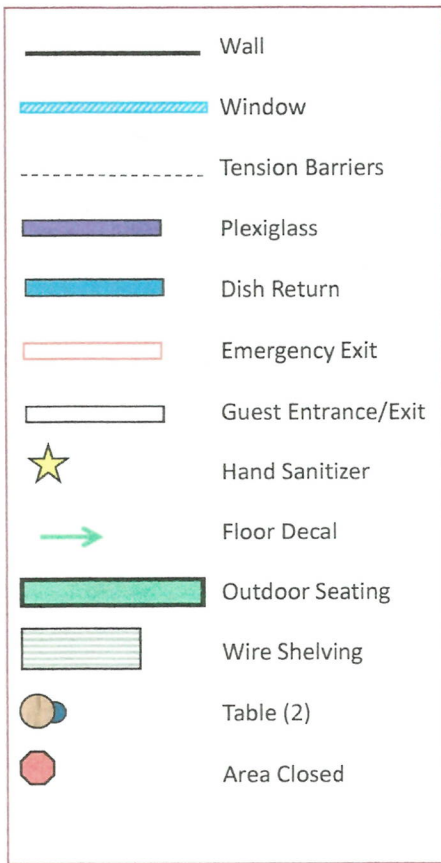 Wall
Window
Tension Barriers
Plexiglass
Dish Return
Emergency Exit
Guest Entrance/Exit
Hand Sanitizer
Floor Decal
Outdoor Seating
Wire Shelving
Table (2)
Area Closed